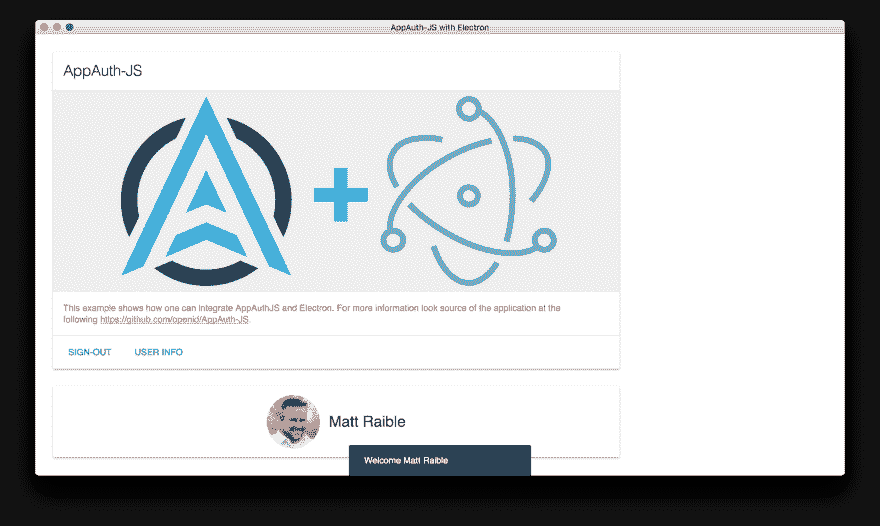 AppAuth-JS with Electron
AppAuth-JS
This example shows how one can integrate AppAuthJS and Electron. For more information look source of the application at the
following https://github.com/openid/AppAuth-JS.
SIGN-OUT USER INFO
Matt Raible
Welcome Matt Raible